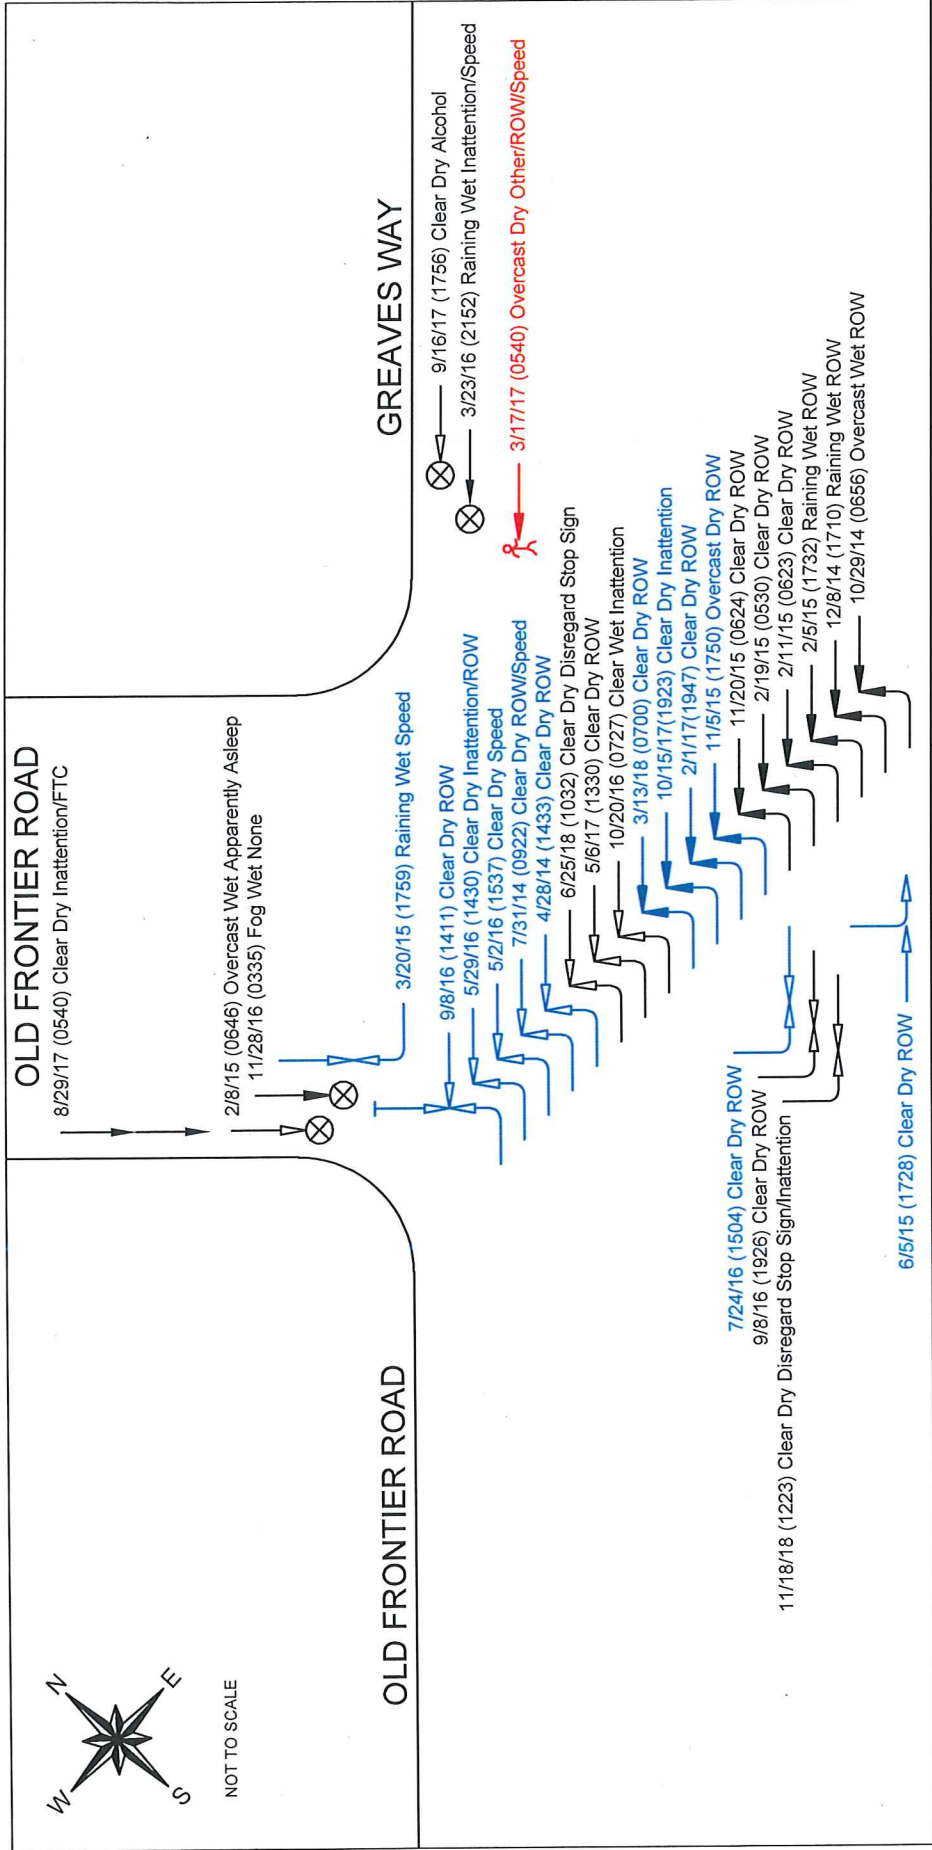 OLD FRONTIER ROAD
8/29/17 (0540) Clear Dry Inattention/FTC
2/8/15 (0646) Overcast Wet Apparently Asleep
11/28/16 (0335) Fog Wet None
GREAVES WAY
9/16/17 (1756) Clear Dry Alcohol
3/23/16 (2152) Raining Wet Inattention/Speed
3/17/17 (0540) Overcast Dry Other/ROW/Speed
W
N
S
E
NOT TO SCALE
OLD FRONTIER ROAD
3/20/15 (1759) Raining Wet Speed
9/8/16 (1411) Clear Dry ROW
5/29/16 (1430) Clear Dry Inattention/ROW
5/2/16 (1537) Clear Dry Speed
7/31/14 (0922) Clear Dry ROW/Speed
4/28/14 (1433) Clear Dry ROW
6/25/18 (1032) Clear Dry Disregard Stop Sign
5/6/17 (1330) Clear Dry ROW
10/20/16 (0727) Clear Wet Inattention
3/13/18 (0700) Clear Dry ROW
10/15/17(1923) Clear Dry Inattention
2/1/17(1947) Clear Dry ROW
11/5/15 (1750) Overcast Dry ROW
11/20/15 (0624) Clear Dry ROW
2/19/15 (0530) Clear Dry ROW
2/11/15 (0623) Clear Dry ROW
2/5/15 (1732) Raining Wet ROW
12/8/14 (1710) Raining Wet ROW
10/29/14 (0656) Overcast Wet ROW
7/24/16 (1504) Clear Dry ROW
9/8/16 (1926) Clear Dry ROW
11/18/18 (1223) Clear Dry Disregard Stop Sign/Inattention
6/5/15 (1728) Clear Dry ROW